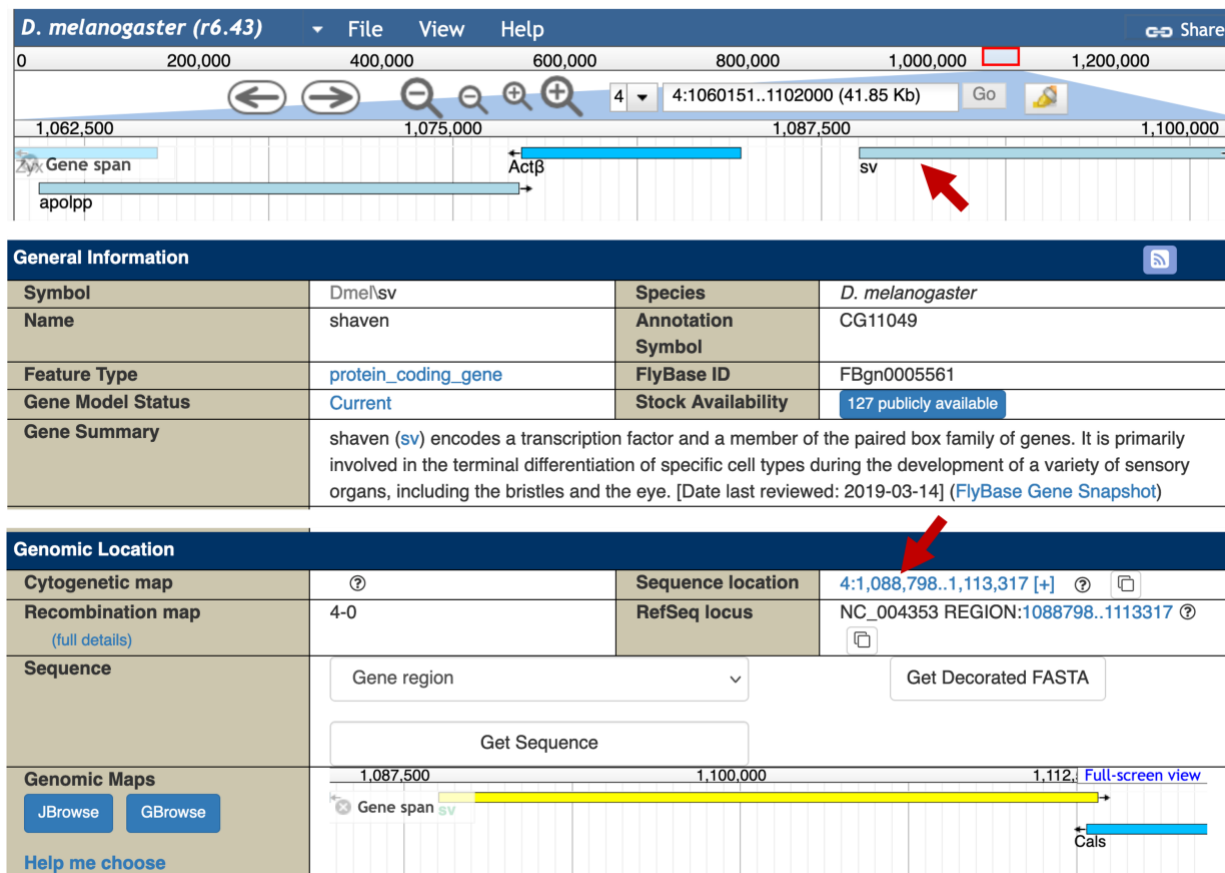 D. melanogaster (r6.43) File View Help Share
0 200,000 400,000 600,000 800,000 1,000,000 1,200,000
4 4:1060151..1102000 (41.85 Kb) Go
1,062,500 1,075,000 1,087,500 1,100,000
Zyx Gene span
Actβ sv
apolpp
General Information
Symbol Dmel\sv Species D. melanogaster
Name shaven Annotation Symbol CG11049
Feature Type protein_coding_gene FlyBase ID FBgn0005561
Gene Model Status Current Stock Availability 127 publicly available
Gene Summary shaven (sv) encodes a transcription factor and a member of the paired box family of genes. It is primarily
involved in the terminal differentiation of specific cell types during the development of a variety of sensory
organs, including the bristles and the eye. [Date last reviewed: 2019-03-14] (FlyBase Gene Snapshot)
Genomic Location
Cytogenetic map ? Sequence location 4:1,088,798..1,113,317 [+] ?
Recombination map 4-0 RefSeq locus NC_004353 REGION:1088798..1113317 ?
(full details)
Sequence Gene region Get Decorated FASTA
Get Sequence
Genomic Maps 1,087,500 1,100,000 1,112, Full-screen view
JBrowse GBrowse Gene span sv
Cals
Help me choose